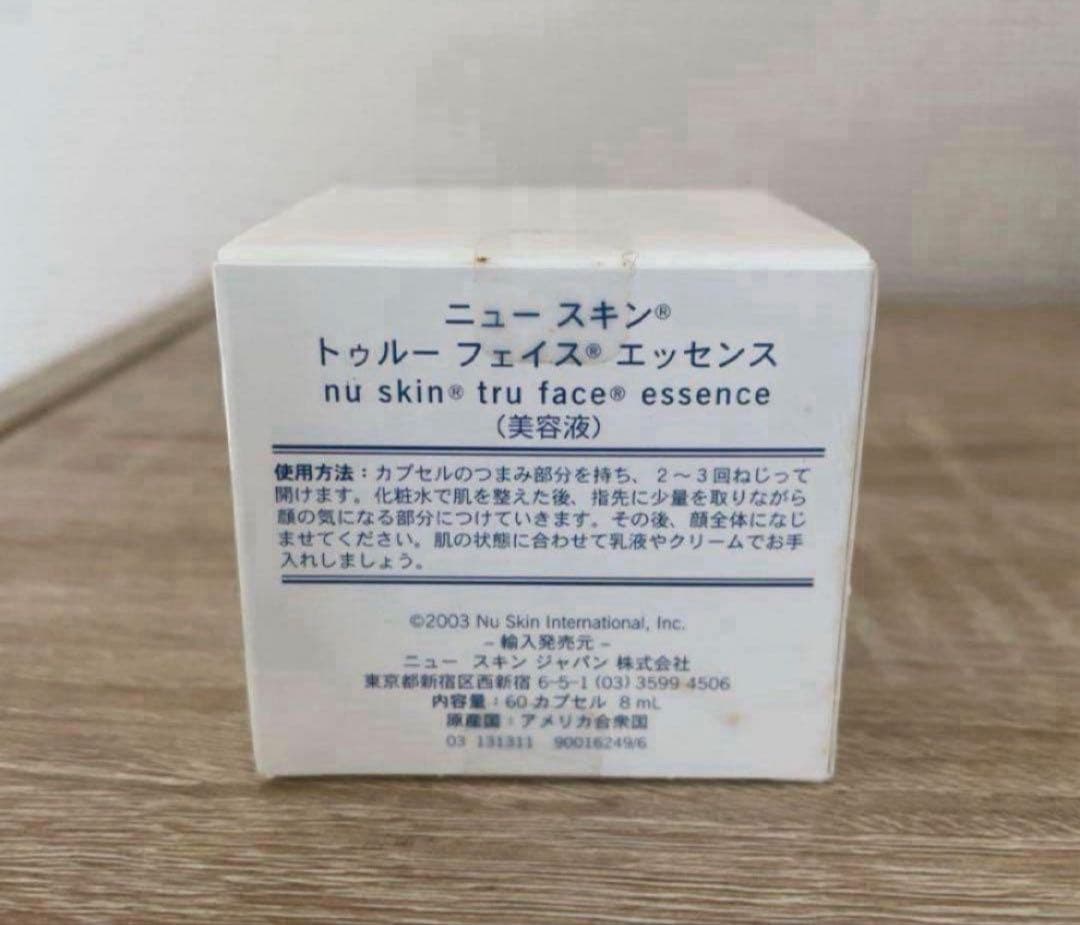 ニュー スキン®
トゥルー フェイス® エッセンス
nu skin® tru face® essence
（美容液）
使用方法：カプセルのつまみ部分を持ち、２〜３回ねじって
開けます。化粧水で肌を整えた後、指先に少量を取りながら
顔の気になる部分につけていきます。その後、顔全体になじ
ませてください。肌の状態に合わせて乳液やクリームでお手
入れしましょう。
©2003 Nu Skin International, Inc.
– 輸入発売元 –
ニュー スキン ジャパン 株式会社
東京都新宿区西新宿 6-5-1 (03) 3599 4506
内容量：60 カプセル 8 mL
原産国：アメリカ合衆国
03 131311 90016249/6